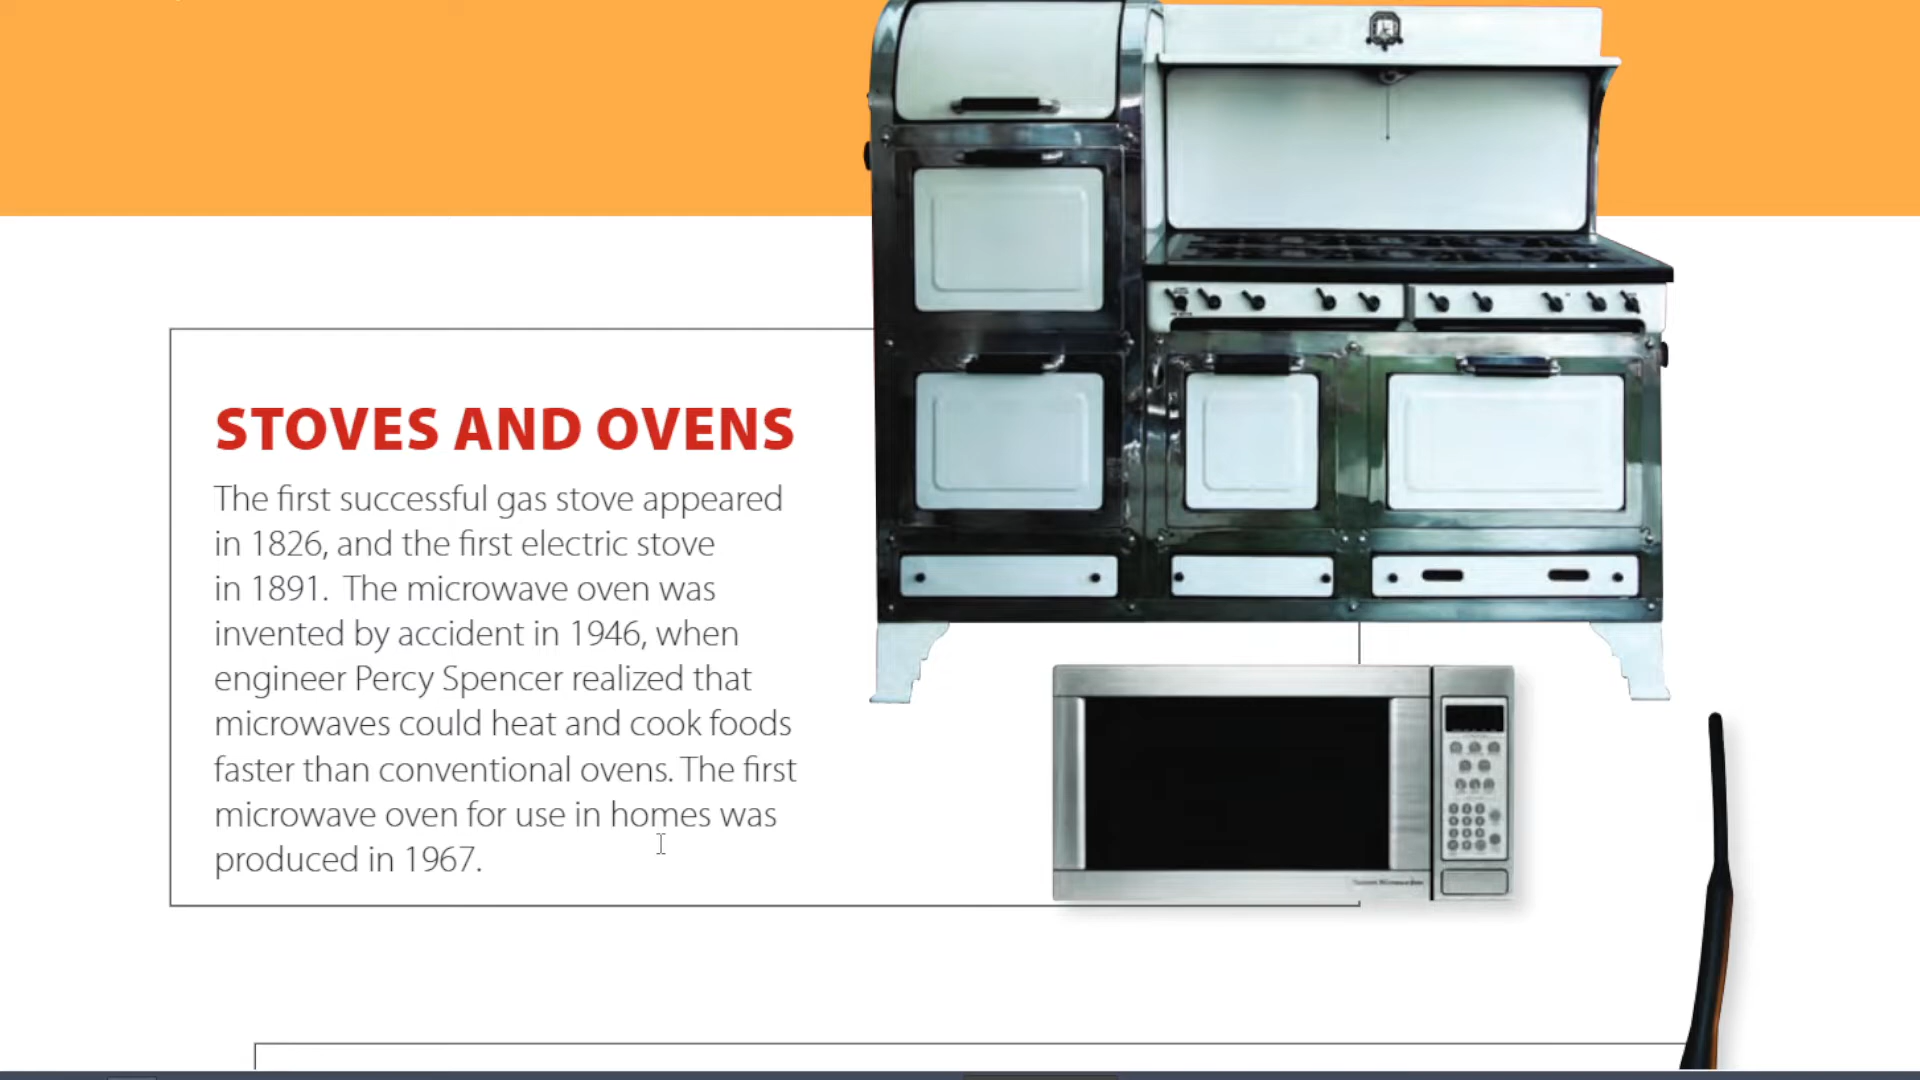 STOVES AND OVENS
The first successful gas stove appeared
in 1826, and the first electric stove
in 1891. The microwave oven was
invented by accident in 1946, when
engineer Percy Spencer realized that
microwaves could heat and cook foods
faster than conventional ovens. The first
microwave oven for use in homes was
produced in 1967.